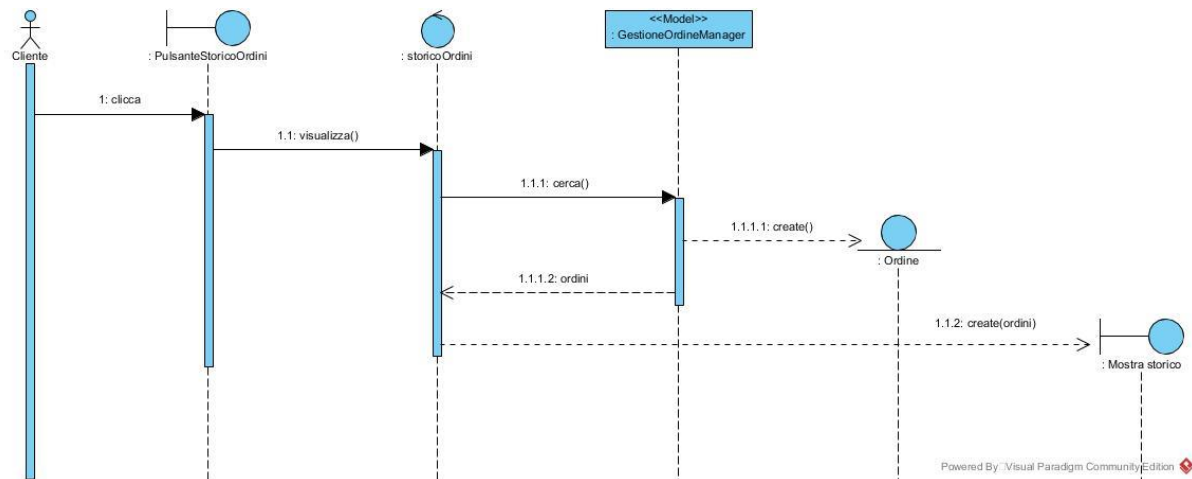 <<Model>>
: GestioneOrdineManager
Cliente
: PulsanteStoricoOrdini
: storicoOrdini
1: clicca
1.1: visualizza()
1.1.1: cerca()
1.1.1.1: create()
: Ordine
1.1.1.2: ordini
1.1.2: create(ordini)
: Mostra storico
Powered By Visual Paradigm Community Edition